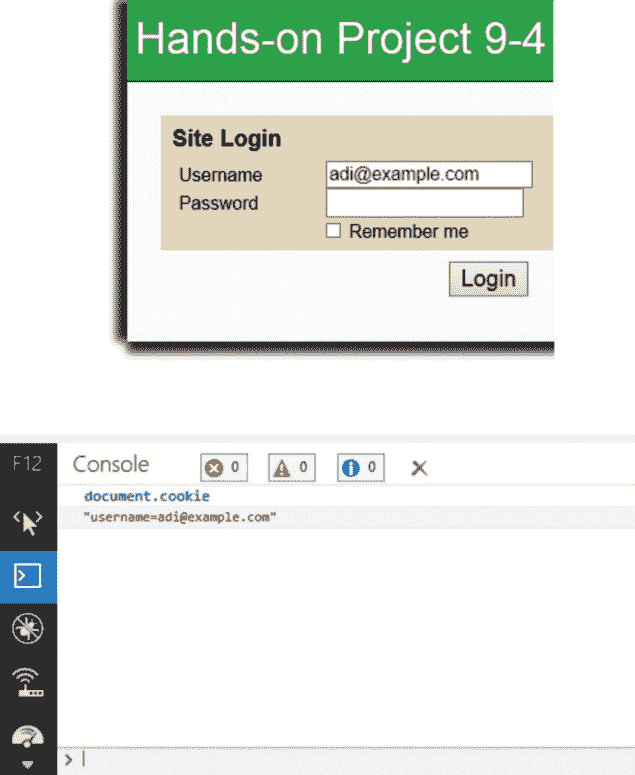 Hands-on Project 9-4
Site Login
Username adi@example.com
Password
Remember me
Login
F12 Console 0 0 0
document.cookie
"username=adi@example.com"